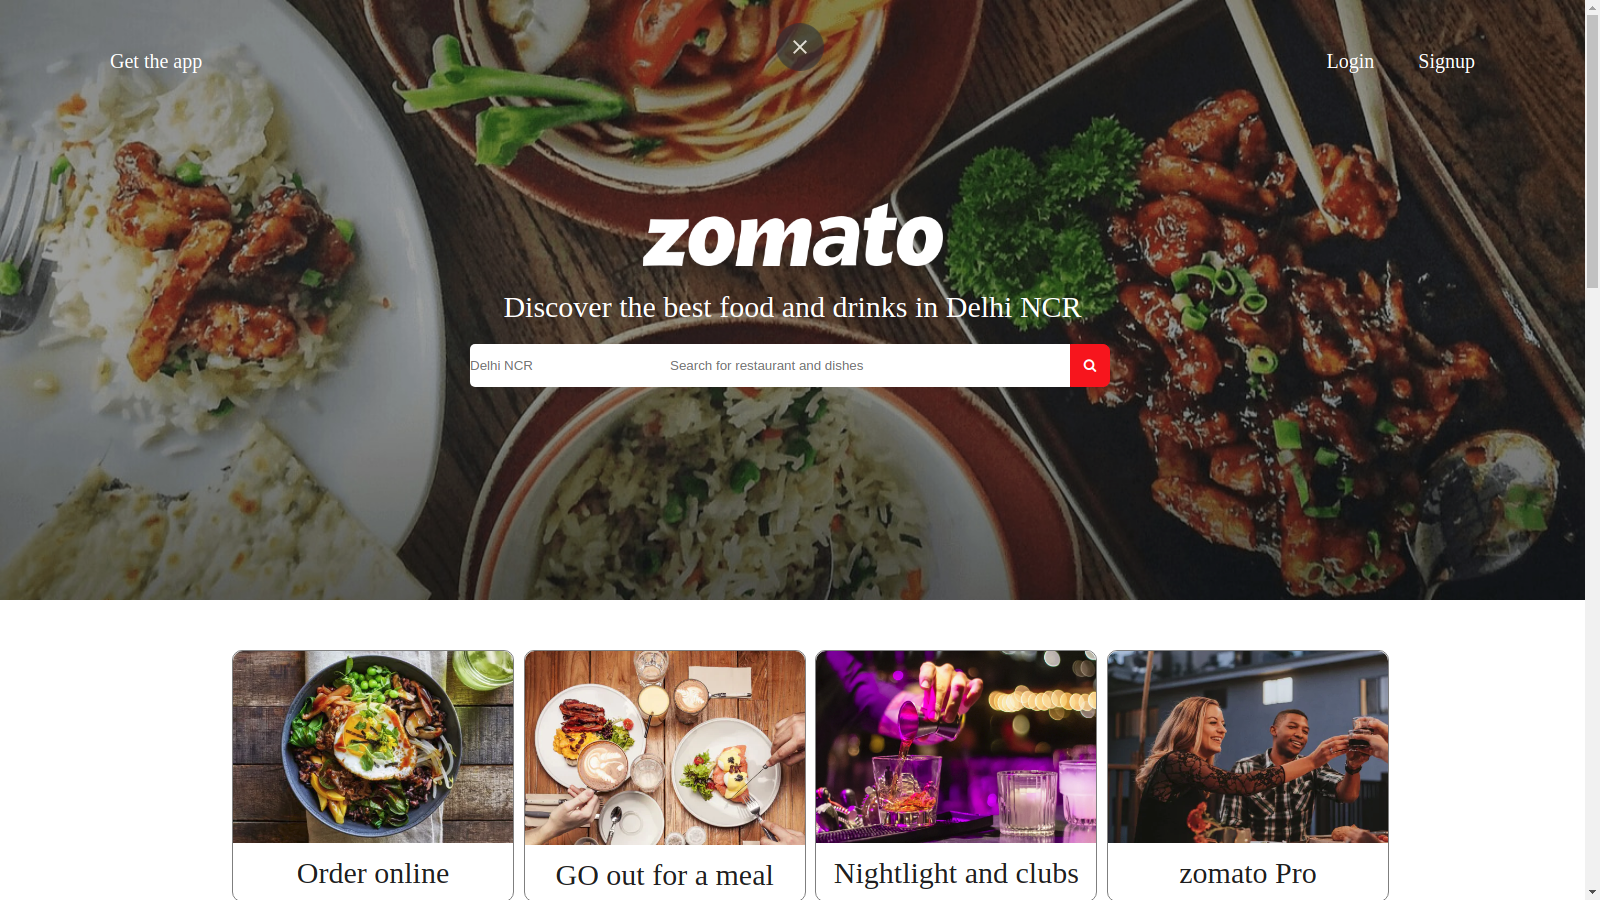 Get the app
Login
Signup
zomato
Discover the best food and drinks in Delhi NCR
Delhi NCR
Search for restaurant and dishes
Order online
GO out for a meal
Nightlight and clubs
zomato Pro